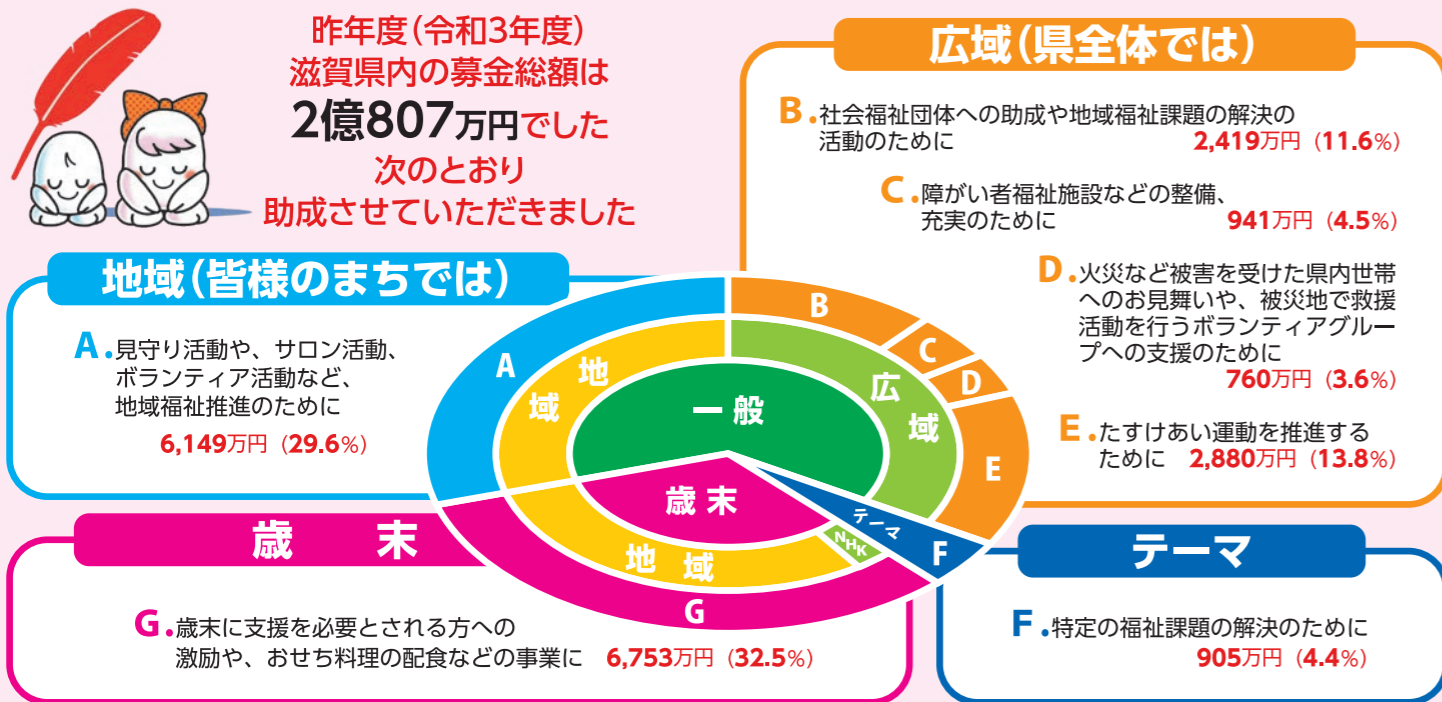 昨年度(令和3年度)
滋賀県内の募金総額は
2億807万円でした
次のとおり
助成させていただきました
広域(県全体では)
B.社会福祉団体への助成や地域福祉課題の解決の
活動のために 2,419万円(11.6%)
C.障がい者福祉施設などの整備、
充実のために 941万円(4.5%)
D.火災など被害を受けた県内世帯
へのお見舞いや、被災地で救援
活動を行うボランティアグルー
プへの支援のために
760万円(3.6%)
E.たすけあい運動を推進する
ために 2,880万円(13.8%)
地域(皆様のまちでは)
A.見守り活動や、サロン活動、
ボランティア活動など、
地域福祉推進のために
6,149万円(29.6%)
A
B
C
D
E
F
G
地域
広域
一般
歳末
テーマ
地域
NHK
歳末
G.歳末に支援を必要とされる方への
激励や、おせち料理の配食などの事業に 6,753万円(32.5%)
テーマ
F.特定の福祉課題の解決のために
905万円(4.4%)